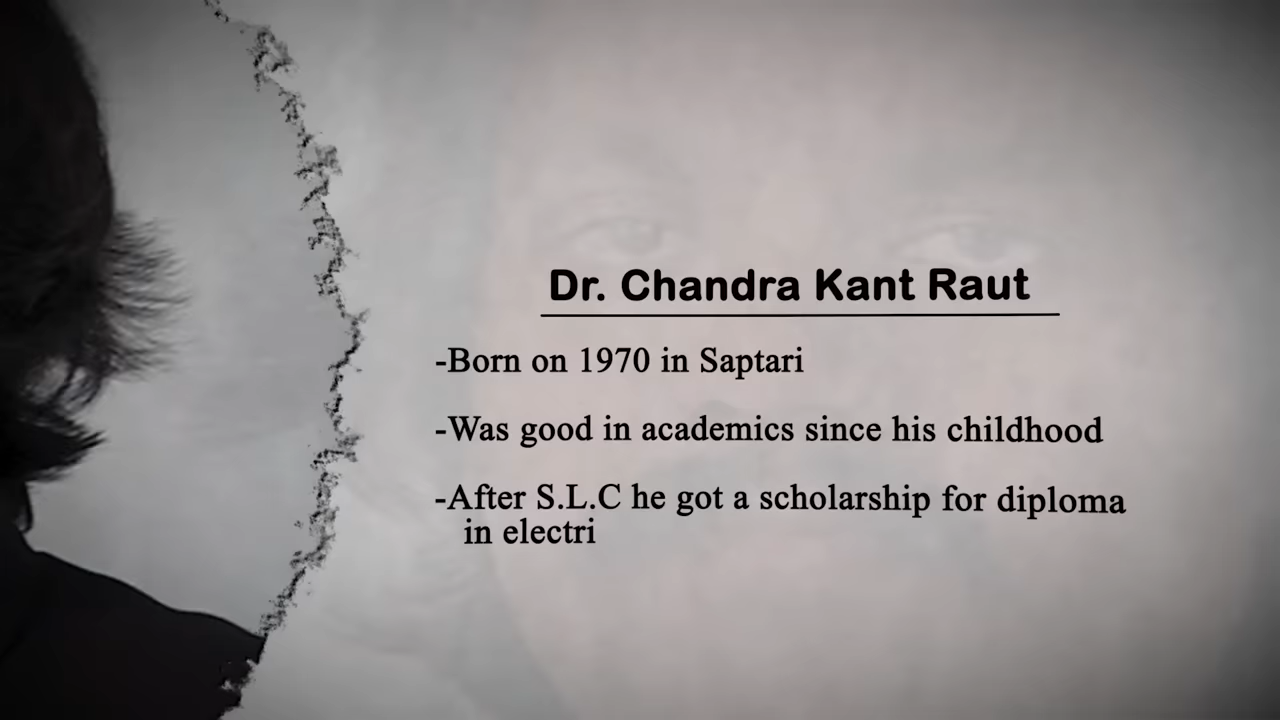 Dr. Chandra Kant Raut
-Born on 1970 in Saptari
-Was good in academics since his childhood
-After S.L.C he got a scholarship for diploma
in electri